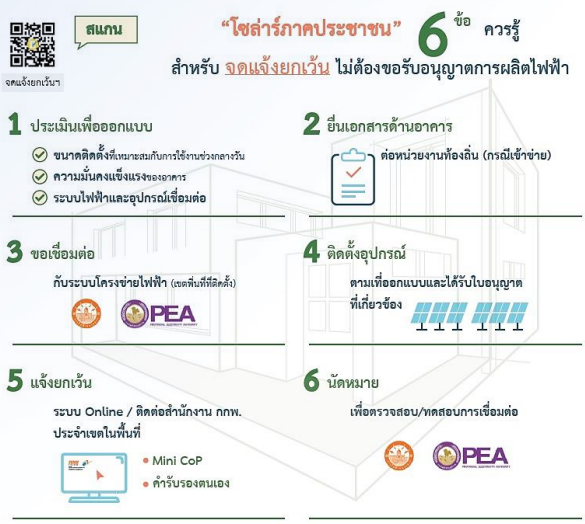 สแกน
จดแจ้งยกเว้นฯ
“โซล่าร์ภาคประชาชน” 6 ข้อ ควรรู้
สำหรับ จดแจ้งยกเว้น ไม่ต้องขอรับอนุญาตการผลิตไฟฟ้า
1 ประเมินเพื่อออกแบบ
ขนาดติดตั้งที่เหมาะสมกับการใช้งานช่วงกลางวัน
ความมั่นคงแข็งแรงของอาคาร
ระบบไฟฟ้าและอุปกรณ์เชื่อมต่อ
2 ยื่นเอกสารด้านอาคาร
ต่อหน่วยงานท้องถิ่น (กรณีเข้าข่าย)
3 ขอเชื่อมต่อ
กับระบบโครงข่ายไฟฟ้า (เขตพื้นที่ที่ติดตั้ง)
PEA
PROVINCIAL ELECTRICITY AUTHORITY
4 ติดตั้งอุปกรณ์
ตามเที่ออกแบบและได้รับใบอนุญาต
ที่เกี่ยวข้อง
5 แจ้งยกเว้น
ระบบ Online / ติดต่อสำนักงาน กกพ.
ประจำเขตในพื้นที่
• Mini CoP
• คำรับรองตนเอง
6 นัดหมาย
เพื่อตรวจสอบ/ทดสอบการเชื่อมต่อ
PEA
PROVINCIAL ELECTRICITY AUTHORITY